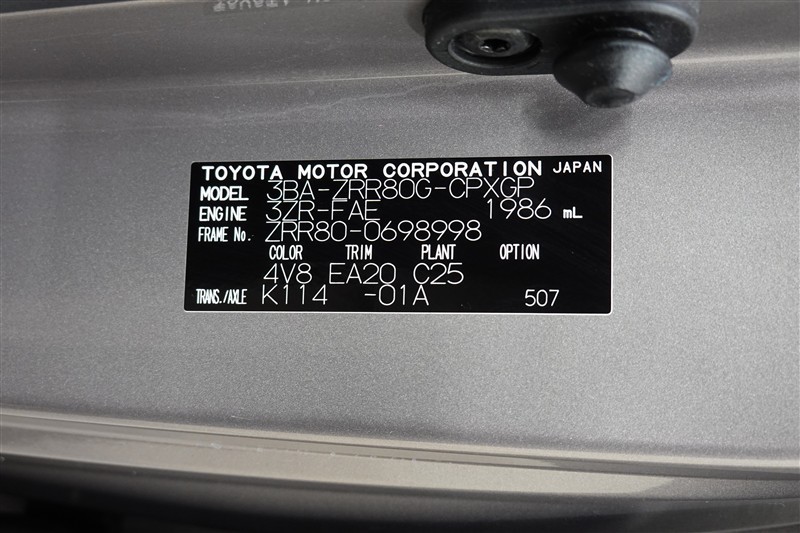 TOYOTA MOTOR CORPORATION JAPAN
MODEL 3BA-ZRR80G-CPXGP
ENGINE 3ZR-FAE 1986 mL
FRAME No. ZRR80-0698998
COLOR TRIM PLANT OPTION
4V8 EA20 C25
TRANS./AXLE K114 -01A 507